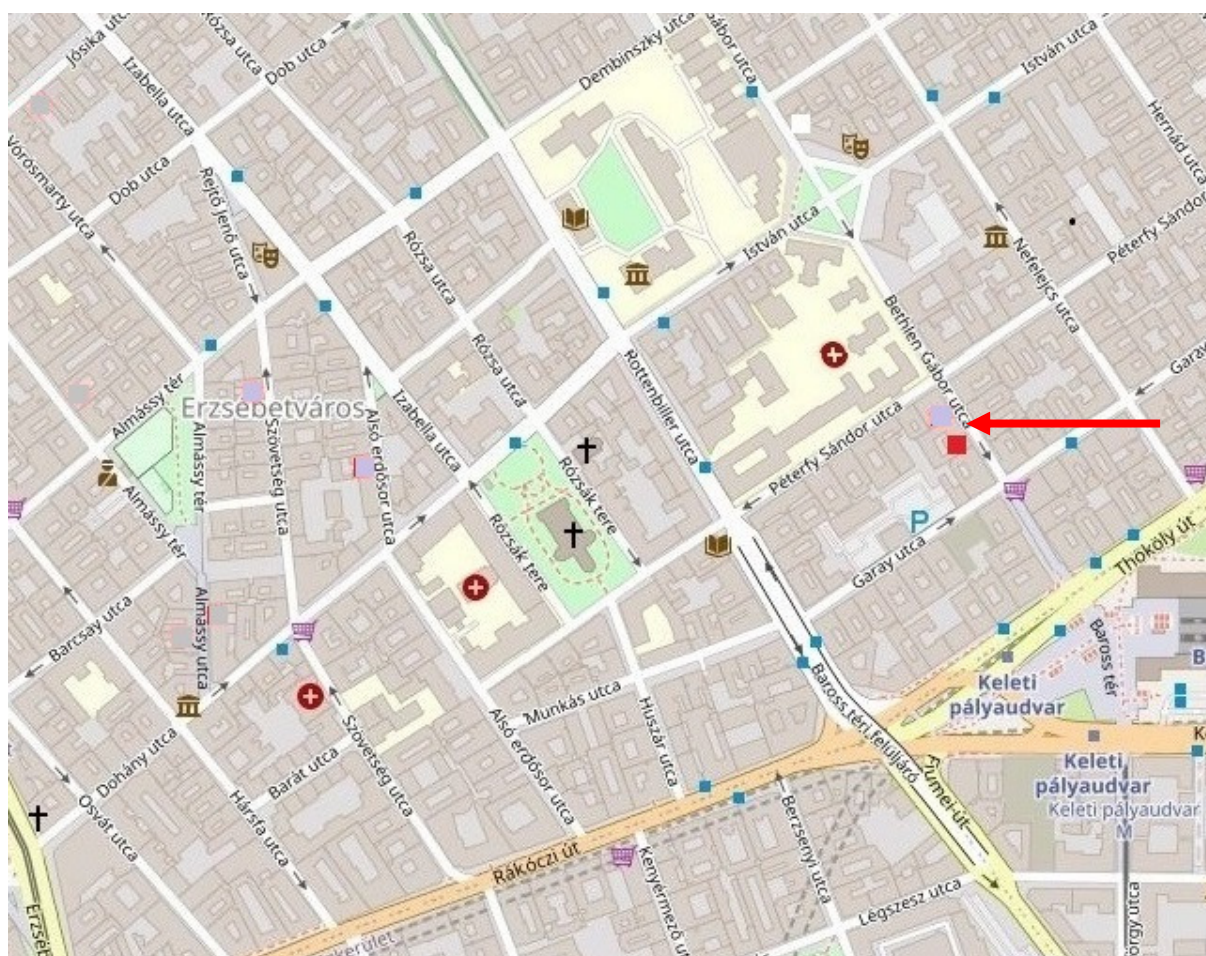 Jósika utca
Izabella utca
Rózsa utca
Dob utca
Dembinszky utca
Gábor utca
István utca
Hernád utca
Vörösmarty utca
Dob utca
Rejtő Jenő utca
Rózsa utca
István utca
Péterfy Sándor utca
Nefelejcs utca
Bethlen Gábor utca
Rózsa utca
Rottenbiller utca
Garay
Almássy tér
Erzsébetváros
Izabella utca
Almássy tér
Szövetség utca
Alsó erdősor utca
Péterfy Sándor utca
Rózsák tere
Almássy tér
Rózsák tere
P
Garay utca
Thököly út
Barcsay utca
Almássy utca
Baross tér
B
Keleti
pályaudvar
Munkás utca
Huszár utca
Baross téri felüljáró
Szövetség utca
Alsó erdősor utca
Dohány utca
Barát utca
Hársfa utca
Osvát utca
Fiumei út
Keleti
pályaudvar
Keleti pályaudvar
M
Rákóczi út
Berzsenyi utca
Kenyérmező u
Légszesz utca
Erzséb
kerület
örgy utca